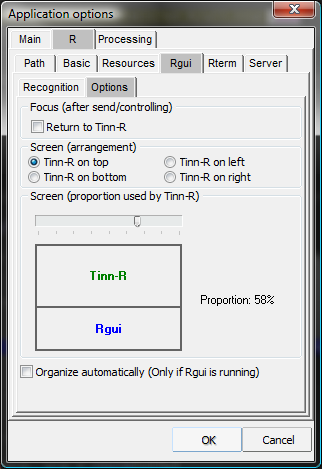 Application options
Main R Processing
Path Basic Resources Rgui Rterm Server
Recognition Options
Focus (after send/controlling)
Return to Tinn-R
Screen (arrangement)
Tinn-R on top Tinn-R on left
Tinn-R on bottom Tinn-R on right
Screen (proportion used by Tinn-R)
Tinn-R
Proportion: 58%
Rgui
Organize automatically (Only if Rgui is running)
OK Cancel